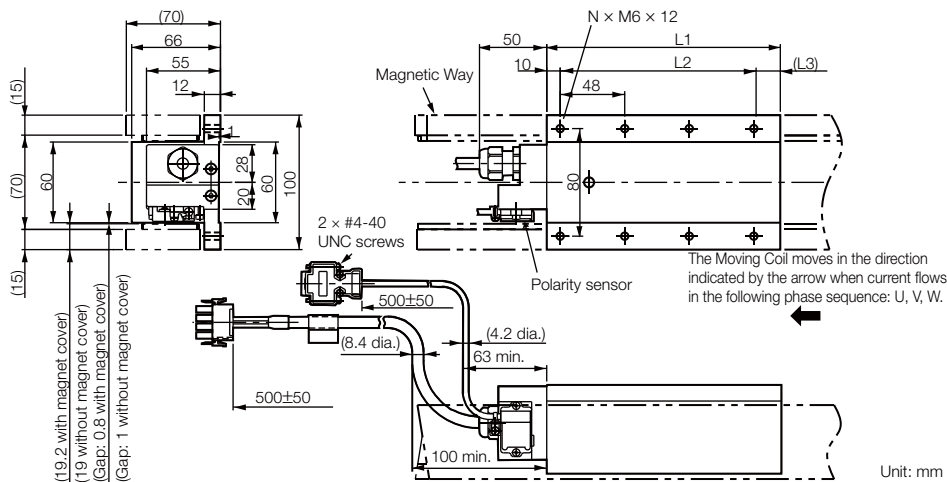 (70)
66
55
12
(15)
(70)
60
1
28
20
60
100
(15)
(19.2 with magnet cover)
(19 without magnet cover)
(Gap: 0.8 with magnet cover)
(Gap: 1 without magnet cover)
N × M6 × 12
50
L1
10
L2
(L3)
48
Magnetic Way
80
2 × #4-40
UNC screws
Polarity sensor
The Moving Coil moves in the direction
indicated by the arrow when current flows
in the following phase sequence: U, V, W.
500±50
(4.2 dia.)
(8.4 dia.)
63 min.
500±50
100 min.
Unit: mm